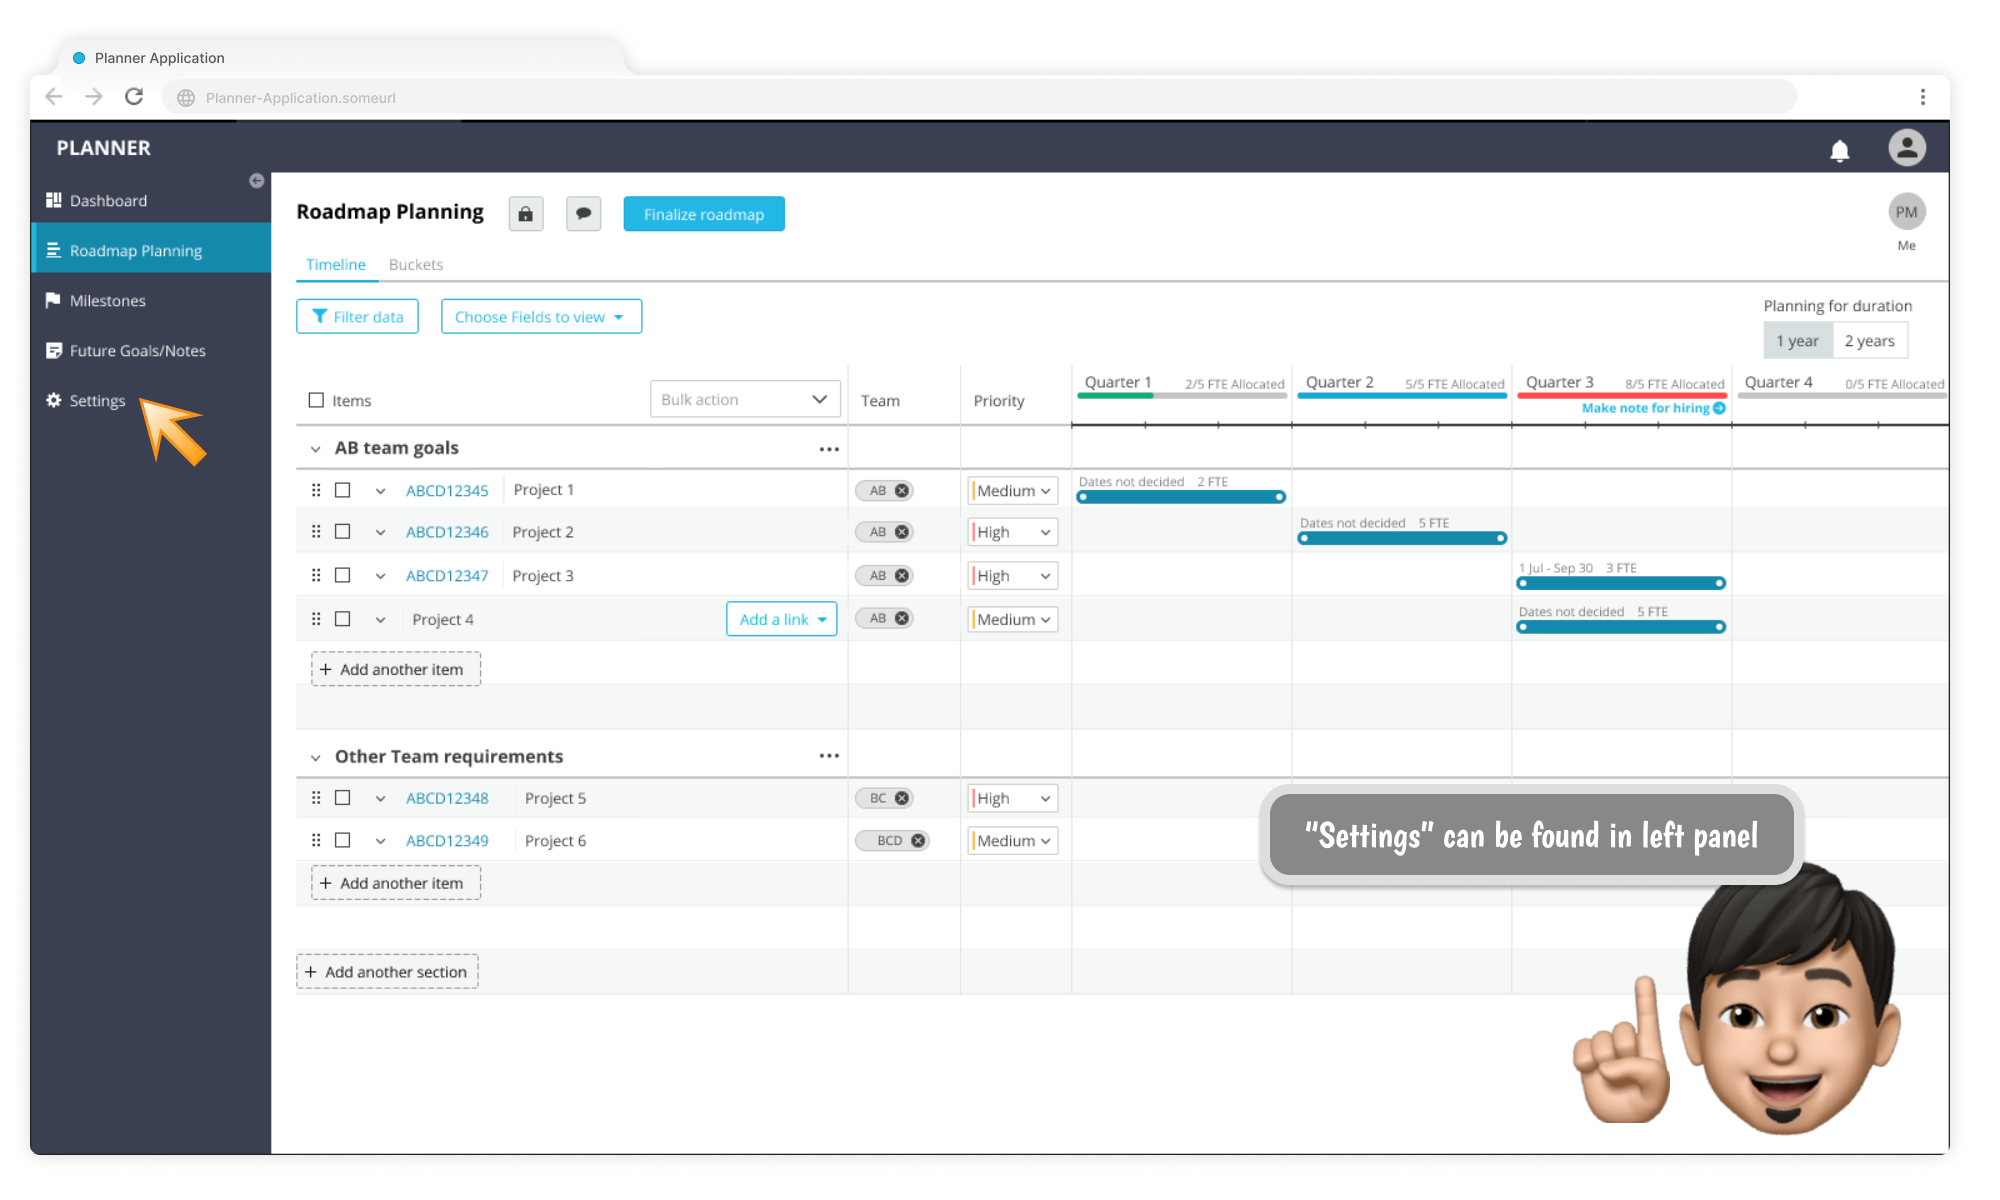 Planner Application
Planner-Application.someurl
PLANNER
Dashboard
Roadmap Planning
Milestones
Future Goals/Notes
Settings
Roadmap Planning
Finalize roadmap
PM
Me
Timeline Buckets
Filter data
Choose Fields to view
Planning for duration
1 year 2 years
Items
Bulk action
Team
Priority
Quarter 1 2/5 FTE Allocated
Quarter 2 5/5 FTE Allocated
Quarter 3 8/5 FTE Allocated
Make note for hiring
Quarter 4 0/5 FTE Allocated
AB team goals
ABCD12345 Project 1 AB Medium Dates not decided 2 FTE
ABCD12346 Project 2 AB High Dates not decided 5 FTE
ABCD12347 Project 3 AB High 1 Jul - Sep 30 3 FTE
Project 4 Add a link AB Medium Dates not decided 5 FTE
+ Add another item
Other Team requirements
ABCD12348 Project 5 BC High
ABCD12349 Project 6 BCD Medium
+ Add another item
+ Add another section
“Settings” can be found in left panel